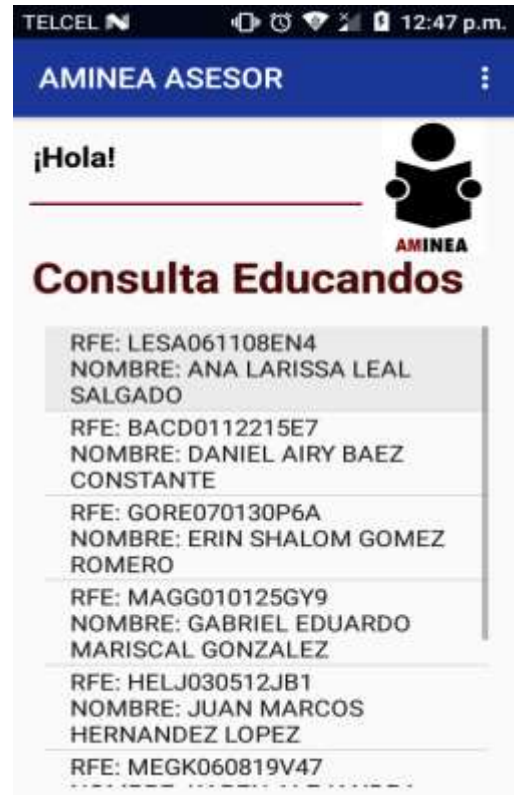 TELCEL
12:47 p.m.
AMINEA ASESOR
¡Hola!
AMINEA
Consulta Educandos
RFE: LESA061108EN4
NOMBRE: ANA LARISSA LEAL
SALGADO
RFE: BACD0112215E7
NOMBRE: DANIEL AIRY BAEZ
CONSTANTE
RFE: GORE070130P6A
NOMBRE: ERIN SHALOM GOMEZ
ROMERO
RFE: MAGG010125GY9
NOMBRE: GABRIEL EDUARDO
MARISCAL GONZALEZ
RFE: HELJ030512JB1
NOMBRE: JUAN MARCOS
HERNANDEZ LOPEZ
RFE: MEGK060819V47